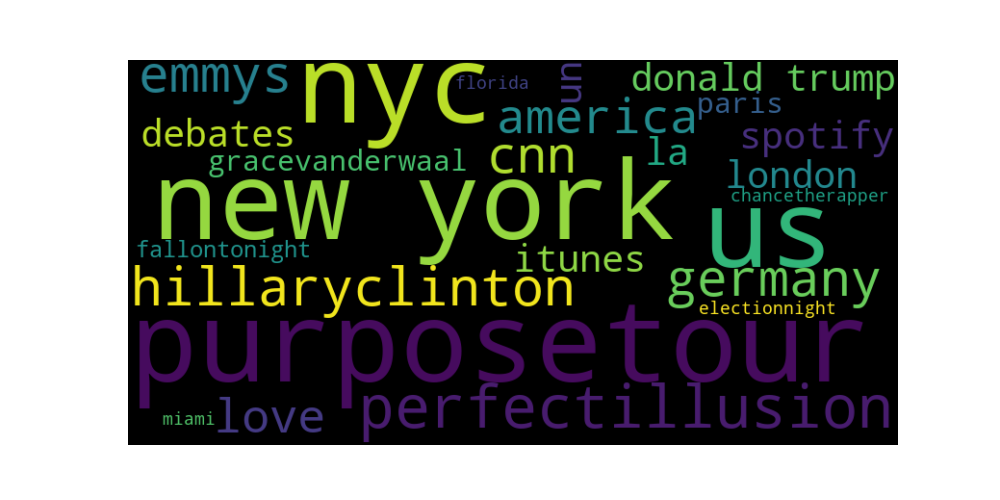 emmys
nyc
florida
un
donald trump
paris
america
debates
spotify
cnn
la
gracevanderwaal
london
chancetherapper
new york
us
fallontonight
itunes
germany
hillaryclinton
electionnight
purposetour
perfectillusion
miami
love